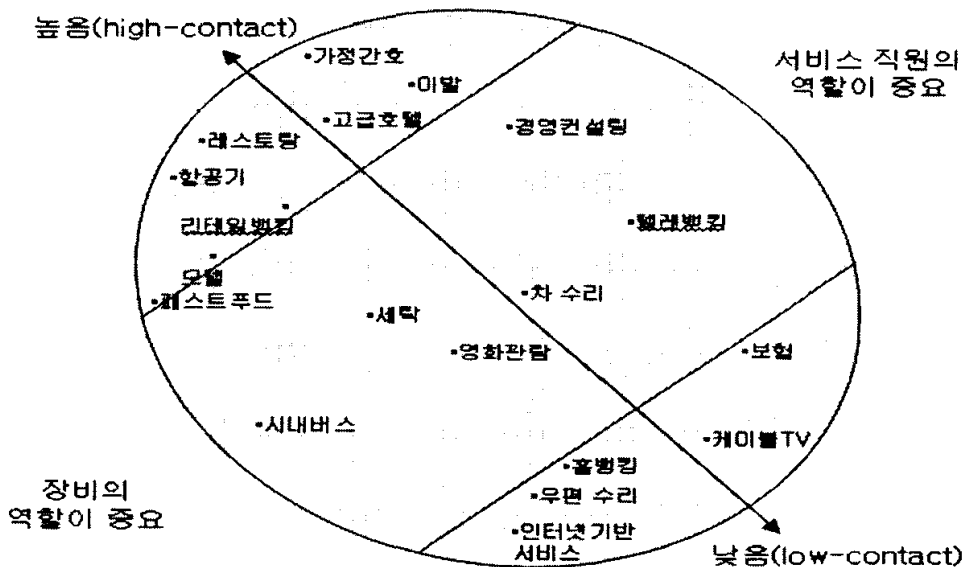 높음(high-contact)
가정간호
이발
고급호텔
서비스 직원의
역할이 중요
경영컨설팅
레스토랑
항공기
리테일뱅킹
텔레뱅킹
모텔
패스트푸드
차 수리
세탁
영화관람
보험
시내버스
케이블TV
홈뱅킹
우편 수리
장비의
역할이 중요
인터넷기반
서비스
낮음(low-contact)